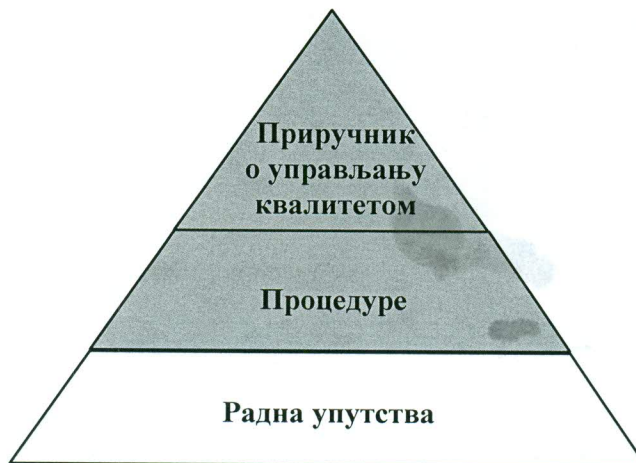 Приручник
о управљању
квалитетом
Процедуре
Радна упутства